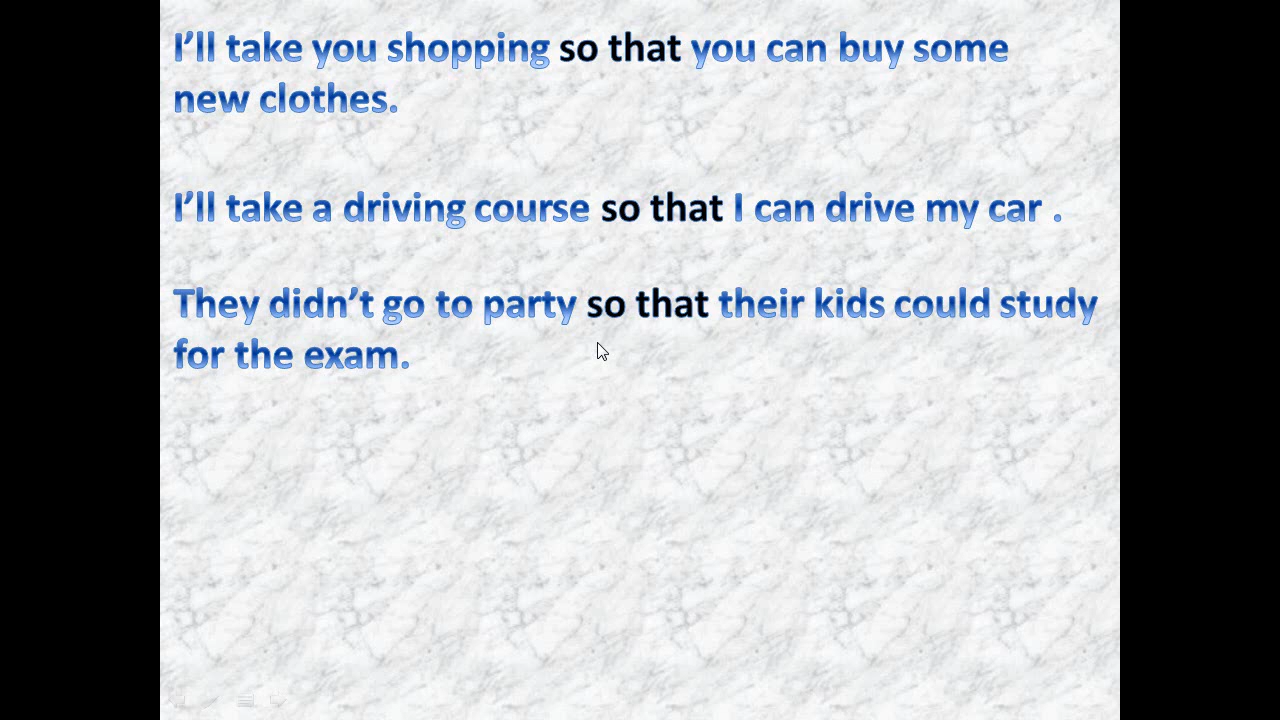 I’ll take you shopping so that you can buy some
new clothes.
I’ll take a driving course so that I can drive my car .
They didn’t go to party so that their kids could study
for the exam.